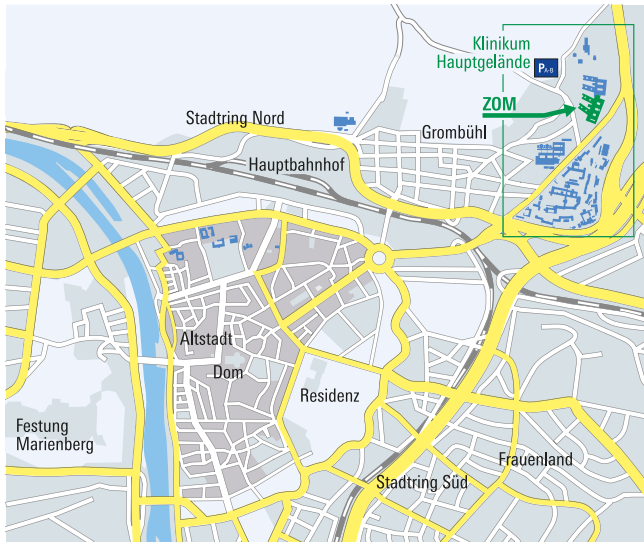 Klinikum
Hauptgelände
PA-B
ZOM
Stadtring Nord
Grombühl
Hauptbahnhof
Altstadt
Dom
Residenz
Festung
Marienberg
Frauenland
Stadtring Süd